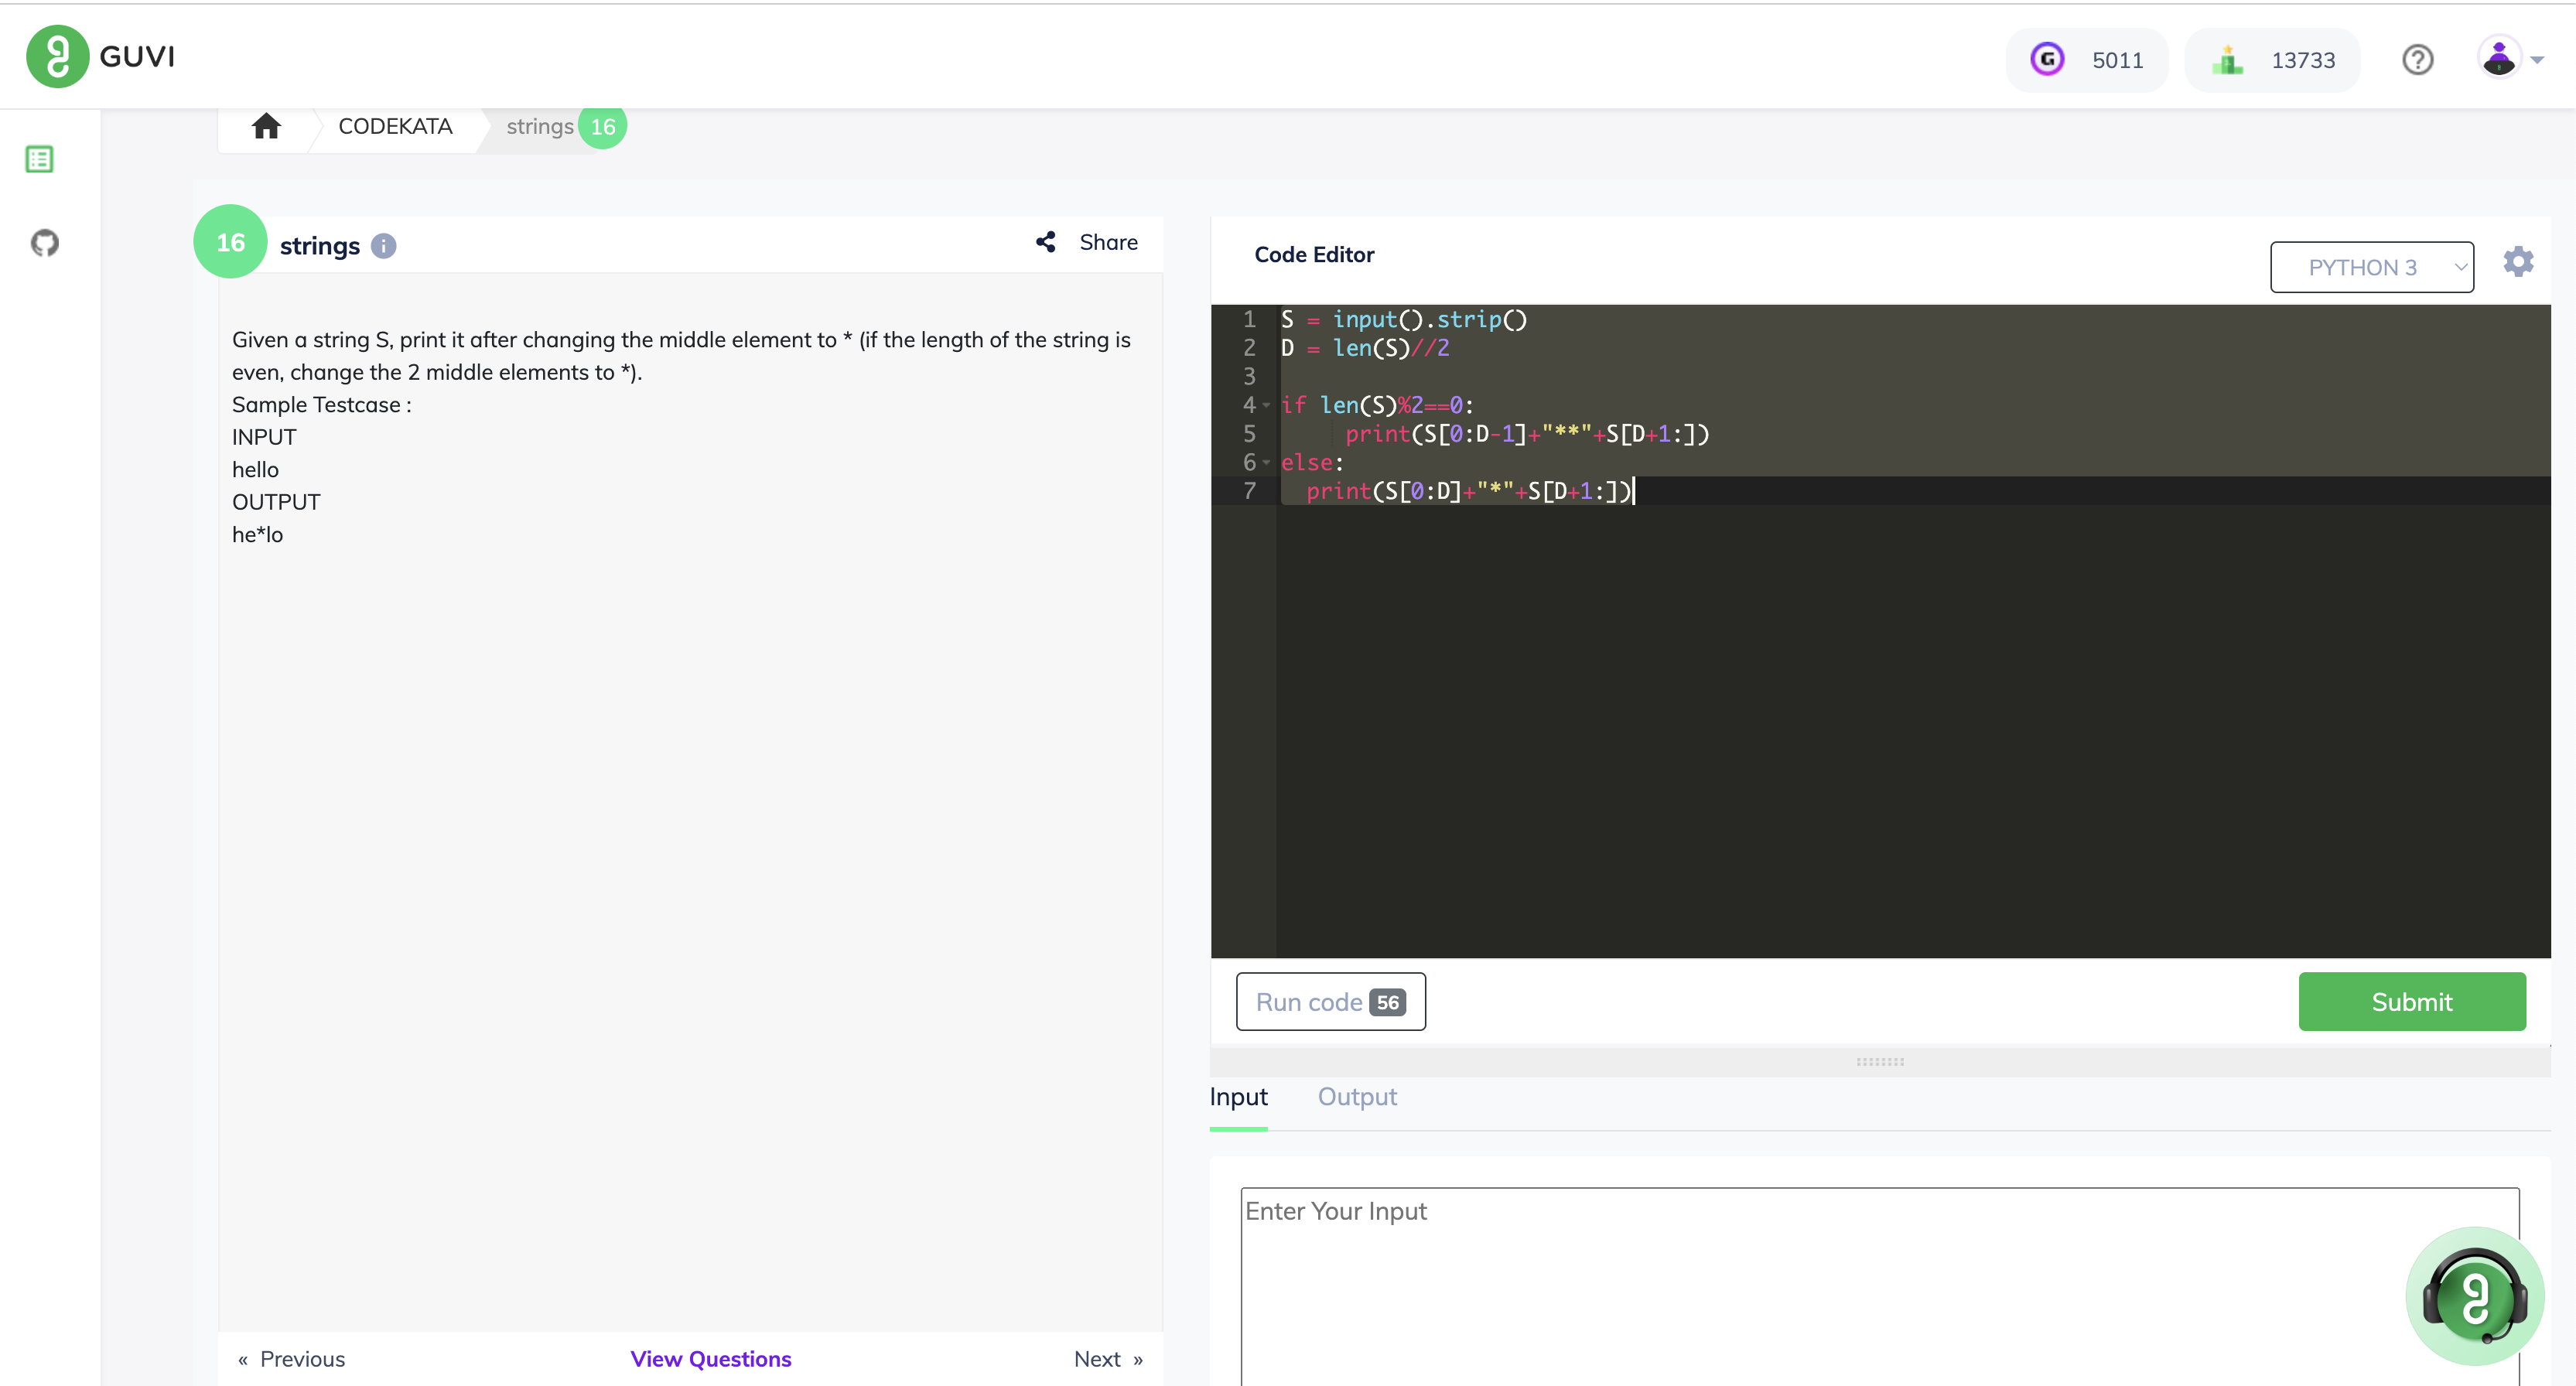 GUVI
5011
13733
CODEKATA
strings 16
16 strings
Share
Given a string S, print it after changing the middle element to * (if the length of the string is
even, change the 2 middle elements to *).
Sample Testcase :
INPUT
hello
OUTPUT
he*lo
« Previous
View Questions
Next »
Code Editor
PYTHON 3
1 S = input().strip()
2 D = len(S)//2
3
4 if len(S)%2==0:
5      print(S[0:D-1]+"**"+S[D+1:])
6 else:
7   print(S[0:D]+"*"+S[D+1:])
Run code 56
Submit
Input
Output
Enter Your Input